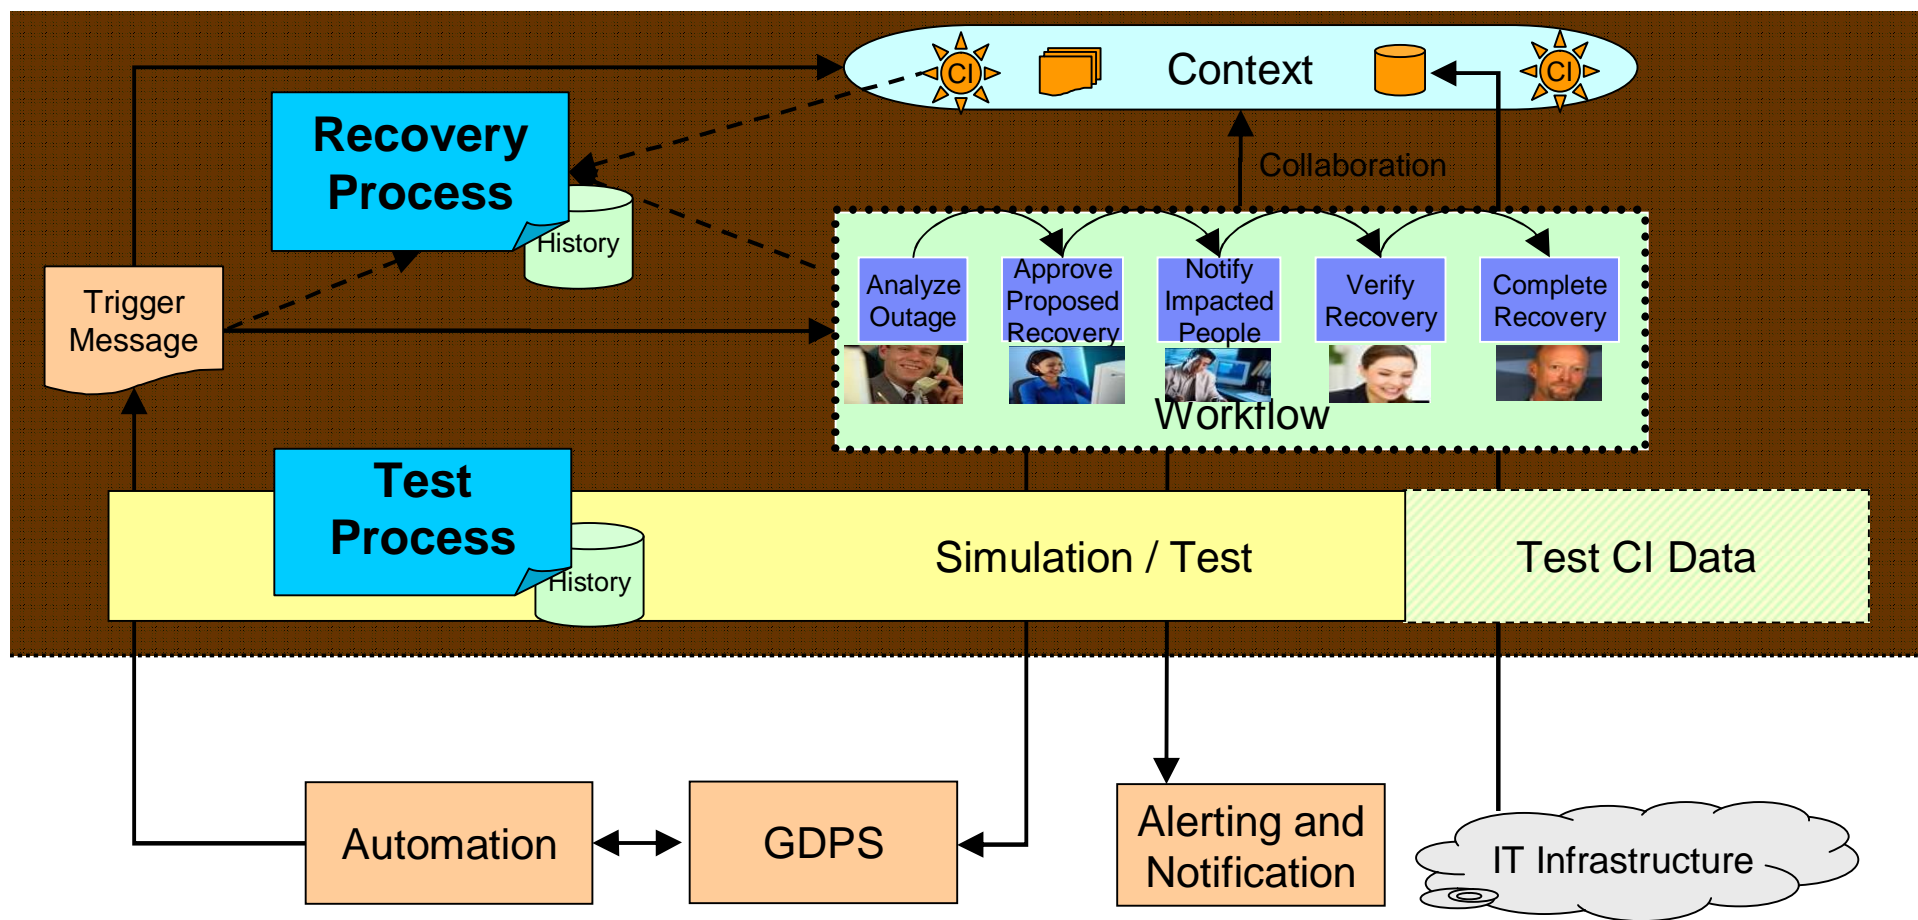 CI
Context
CI
Recovery
Process
History
Collaboration
Trigger
Message
Analyze
Outage
Approve
Proposed
Recovery
Notify
Impacted
People
Verify
Recovery
Complete
Recovery
Workflow
Test
Process
History
Simulation / Test
Test CI Data
Automation
GDPS
Alerting and
Notification
IT Infrastructure